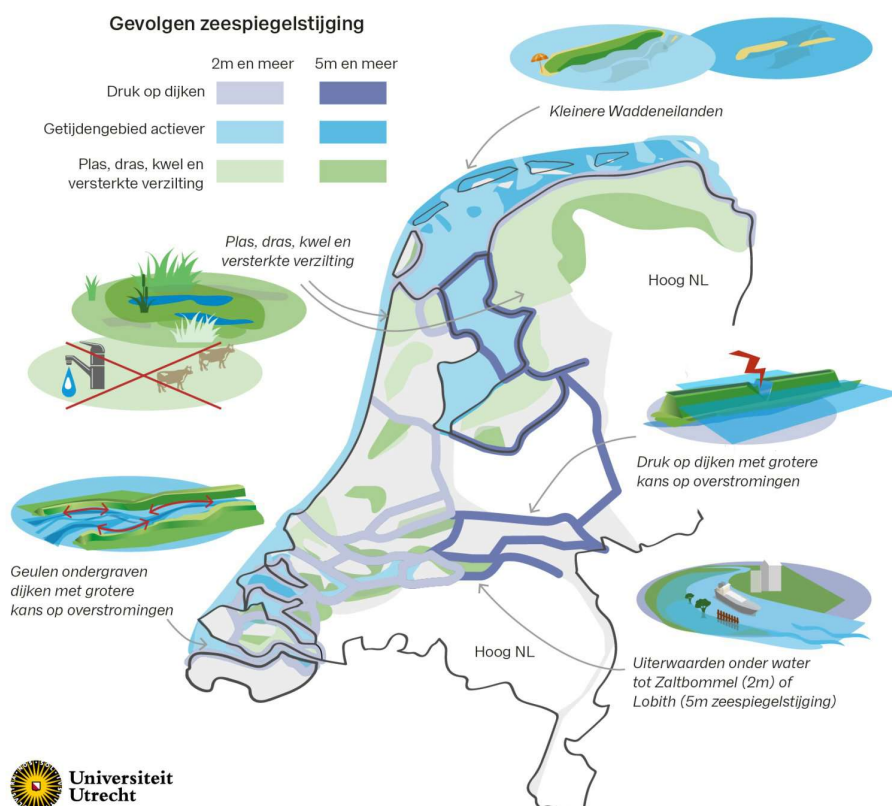 Gevolgen zeespiegelstijging
2m en meer
5m en meer
Druk op dijken
Getijdengebied actiever
Plas, dras, kwel en
versterkte verzilting
Kleinere Waddeneilanden
Plas, dras, kwel en
versterkte verzilting
Hoog NL
Druk op dijken met grotere
kans op overstromingen
Geulen ondergraven
dijken met grotere
kans op overstromingen
Hoog NL
Uiterwaarden onder water
tot Zaltbommel (2m) of
Lobith (5m zeespiegelstijging)
Universiteit
Utrecht